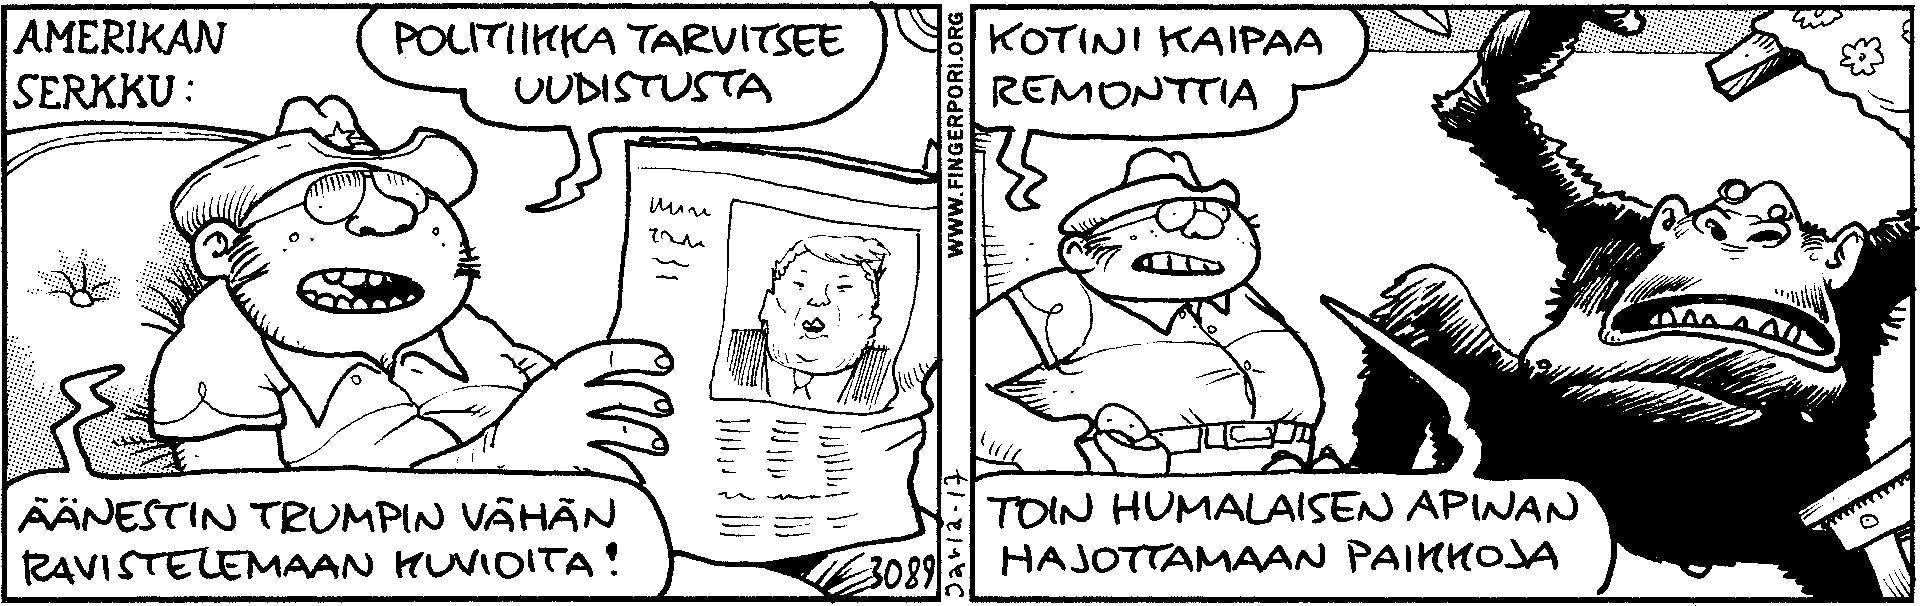 AMERIKAN
SERKKU:
POLITIIKKA TARVITSEE
UUDISTUSTA
ÄÄNESTIN TRUMPIN VÄHÄN
RAVISTELEMAAN KUVIOITA!
3089
WWW.FINGERPORI.ORG
Jarla-17
KOTINI KAIPAA
REMONTTIA
TOIN HUMALAISEN APINAN
HAJOTTAMAAN PAIKKOJA